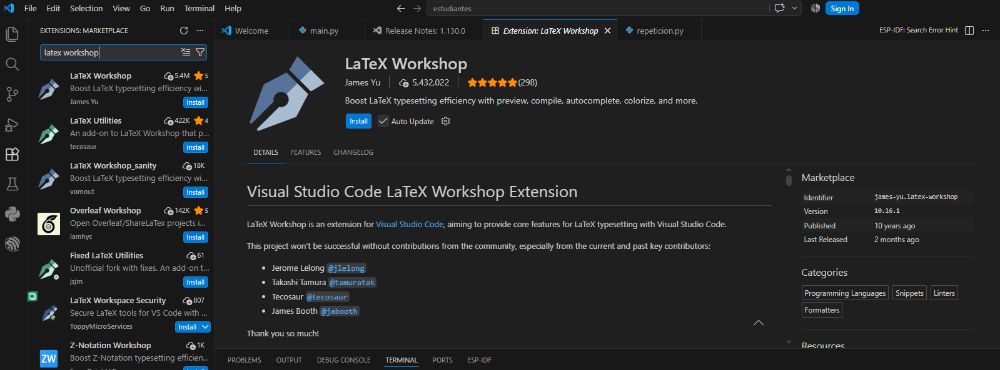 File Edit Selection View Go Run Terminal Help
estudiantes
Sign In
EXTENSIONS: MARKETPLACE
latex workshop
LaTeX Workshop 5.4M 5
Boost LaTeX typesetting efficiency wi...
James Yu Install
LaTeX Utilities 422K 4
An add-on to LaTeX Workshop that p...
tecosaur Install
LaTeX Workshop_sanity 18K
Boost LaTeX typesetting efficiency wi...
vomout Install
Overleaf Workshop 142K 5
Open Overleaf/ShareLaTex projects i...
iamhyc Install
Fixed LaTeX Utilities 61
Unofficial fork with fixes. An add-on t...
jsjm Install
LaTeX Workspace Security 807
Secure LaTeX tools for VS Code with ...
ToppyMicroServices Install
ZW
Z-Notation Workshop 1K
Boost Z-Notation typesetting efficien...
Welcome main.py Release Notes: 1.130.0 Extension: LaTeX Workshop repeticion.py
ESP-IDF: Search Error Hint ...
LaTeX Workshop
James Yu 5,432,022 (298)
Boost LaTeX typesetting efficiency with preview, compile, autocomplete, colorize, and more.
Install Auto Update
DETAILS FEATURES CHANGELOG
Visual Studio Code LaTeX Workshop Extension
LaTeX Workshop is an extension for Visual Studio Code, aiming to provide core features for LaTeX typesetting with Visual Studio Code.
This project won't be successful without contributions from the community, especially from the current and past key contributors:
• Jerome Lelong @jlelong
• Takashi Tamura @tamuratak
• Tecosaur @tecosaur
• James Booth @jabooth
Thank you so much!
Marketplace
Identifier james-yu.latex-workshop
Version 10.16.1
Published 10 years ago
Last Released 2 months ago
Categories
Programming Languages Snippets Linters
Formatters
Resources
PROBLEMS OUTPUT DEBUG CONSOLE TERMINAL PORTS ESP-IDF